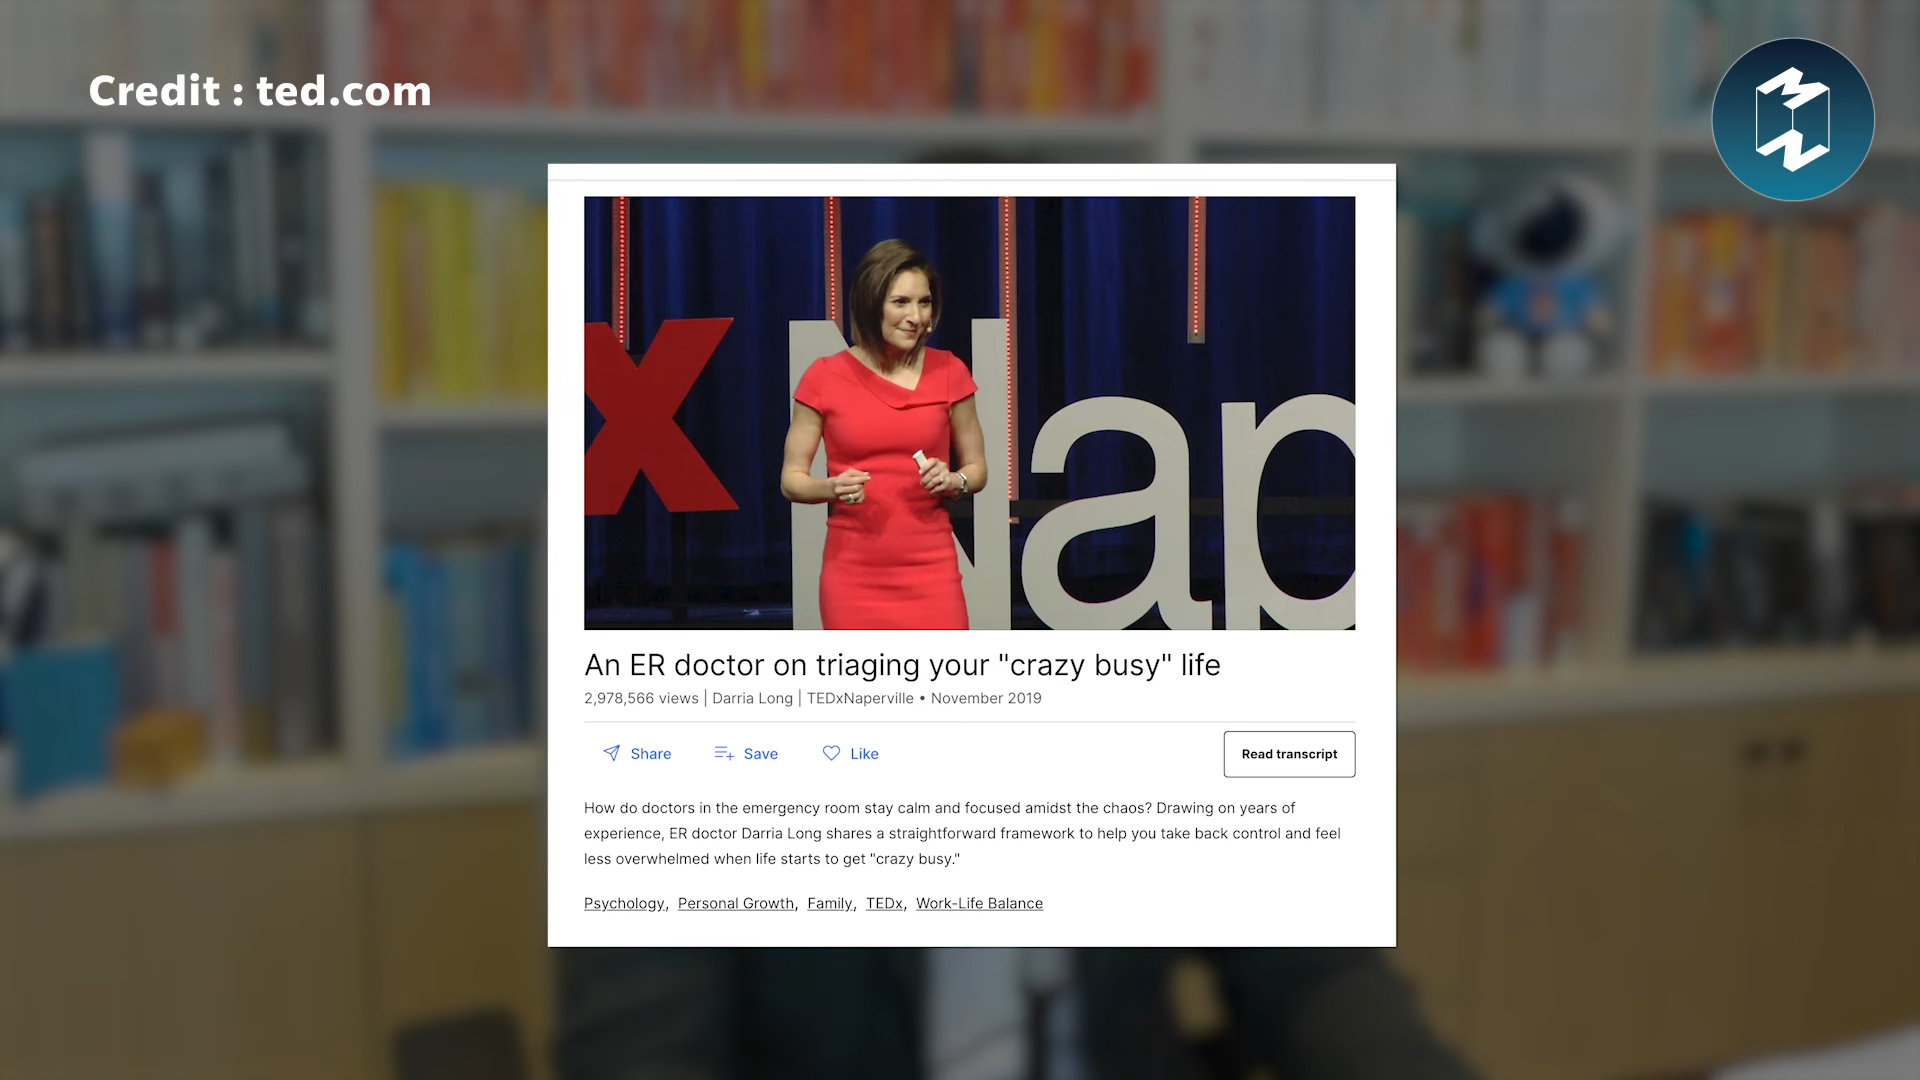 Credit : ted.com
x Nap
An ER doctor on triaging your "crazy busy" life
2,978,566 views | Darria Long | TEDxNaperville • November 2019
Share Save Like Read transcript
How do doctors in the emergency room stay calm and focused amidst the chaos? Drawing on years of
experience, ER doctor Darria Long shares a straightforward framework to help you take back control and feel
less overwhelmed when life starts to get "crazy busy."
Psychology, Personal Growth, Family, TEDx, Work-Life Balance